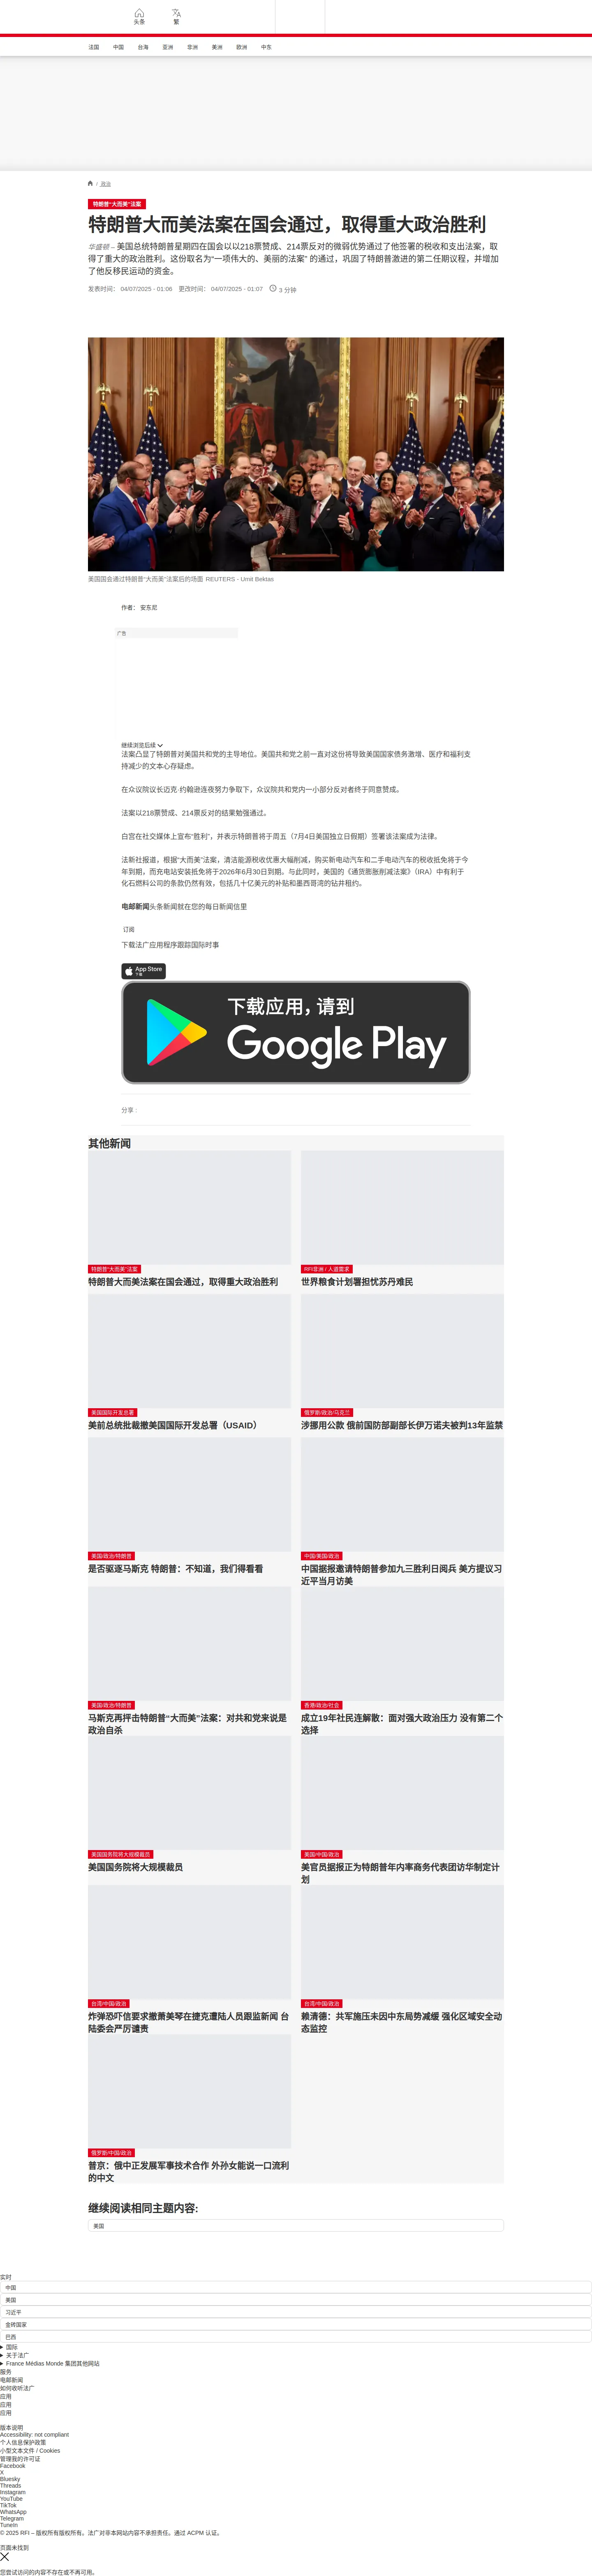 头条
繁
法国 中国 台海 亚洲 非洲 美洲 欧洲 中东
/ 政治
特朗普“大而美”法案
特朗普大而美法案在国会通过，取得重大政治胜利
华盛顿 – 美国总统特朗普星期四在国会以以218票赞成、214票反对的微弱优势通过了他签署的税收和支出法案，取
得了重大的政治胜利。这份取名为“一项伟大的、美丽的法案” 的通过，巩固了特朗普激进的第二任期议程，并增加
了他反移民运动的资金。
发表时间： 04/07/2025 - 01:06 更改时间： 04/07/2025 - 01:07 3 分钟
美国国会通过特朗普“大而美”法案后的场面 REUTERS - Umit Bektas
作者： 安东尼
广告
继续浏览后续
法案凸显了特朗普对美国共和党的主导地位。美国共和党之前一直对这份将导致美国国家债务激增、医疗和福利支
持减少的文本心存疑虑。
在众议院议长迈克·约翰逊连夜努力争取下，众议院共和党内一小部分反对者终于同意赞成。
法案以218票赞成、214票反对的结果勉强通过。
白宫在社交媒体上宣布“胜利”，并表示特朗普将于周五（7月4日美国独立日假期）签署该法案成为法律。
法新社报道，根据“大而美”法案，清洁能源税收优惠大幅削减，购买新电动汽车和二手电动汽车的税收抵免将于今
年到期，而充电站安装抵免将于2026年6月30日到期。与此同时，美国的《通货膨胀削减法案》（IRA）中有利于
化石燃料公司的条款仍然有效，包括几十亿美元的补贴和墨西哥湾的钻井租约。
电邮新闻头条新闻就在您的每日新闻信里
订阅
下载法广应用程序跟踪国际时事
App Store
下载
下载应用，请到
Google Play
分享 :
其他新闻
特朗普“大而美”法案
特朗普大而美法案在国会通过，取得重大政治胜利
RFI非洲 / 人道需求
世界粮食计划署担忧苏丹难民
美国国际开发总署
美前总统批裁撤美国国际开发总署（USAID）
俄罗斯/政治/乌克兰
涉挪用公款 俄前国防部副部长伊万诺夫被判13年监禁
美国/政治/特朗普
是否驱逐马斯克 特朗普：不知道，我们得看看
中国/美国/政治
中国据报邀请特朗普参加九三胜利日阅兵 美方提议习
近平当月访美
美国/政治/特朗普
马斯克再抨击特朗普“大而美”法案：对共和党来说是
政治自杀
香港/政治/社会
成立19年社民连解散：面对强大政治压力 没有第二个
选择
美国国务院将大规模裁员
美国国务院将大规模裁员
美国/中国/政治
美官员据报正为特朗普年内率商务代表团访华制定计
划
台湾/中国/政治
炸弹恐吓信要求撤萧美琴在捷克遭陆人员跟监新闻 台
陆委会严厉谴责
台湾/中国/政治
赖清德：共军施压未因中东局势减缓 强化区域安全动
态监控
俄罗斯/中国/政治
普京：俄中正发展军事技术合作 外孙女能说一口流利
的中文
继续阅读相同主题内容:
美国
实时
中国
美国
习近平
金砖国家
巴西
国际
关于法广
France Médias Monde 集团其他网站
服务
电邮新闻
如何收听法广
应用
应用
应用
版本说明
Accessibility: not compliant
个人信息保护政策
小型文本文件 / Cookies
管理我的许可证
Facebook
X
Bluesky
Threads
Instagram
YouTube
TikTok
WhatsApp
Telegram
TuneIn
© 2025 RFI – 版权所有版权所有。法广对非本网站内容不承担责任。通过 ACPM 认证。
页面未找到
您尝试访问的内容不存在或不再可用。